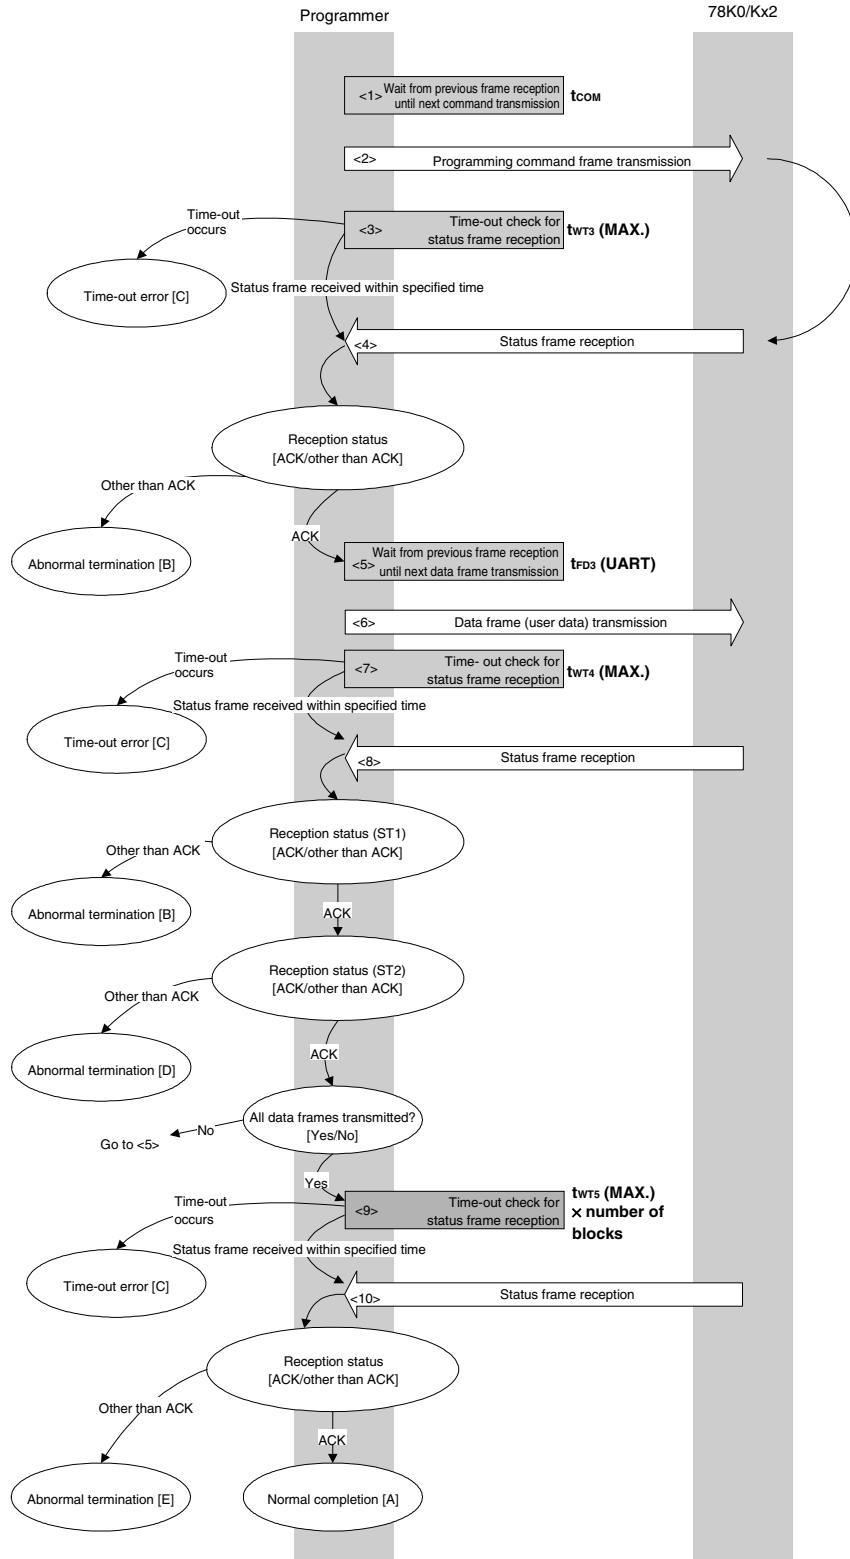 Programmer
78K0/Kx2
<1> Wait from previous frame reception
until next command transmission
tCOM
<2> Programming command frame transmission
Time-out
occurs
<3> Time-out check for
status frame reception
tWT3 (MAX.)
Time-out error [C]
Status frame received within specified time
<4> Status frame reception
Reception status
[ACK/other than ACK]
Other than ACK
Abnormal termination [B]
ACK
<5> Wait from previous frame reception
until next data frame transmission
tFD3 (UART)
<6> Data frame (user data) transmission
Time-out
occurs
<7> Time- out check for
status frame reception
tWT4 (MAX.)
Status frame received within specified time
Time-out error [C]
<8> Status frame reception
Reception status (ST1)
[ACK/other than ACK]
Other than ACK
Abnormal termination [B]
ACK
Reception status (ST2)
[ACK/other than ACK]
Other than ACK
Abnormal termination [D]
ACK
All data frames transmitted?
[Yes/No]
No
Go to <5>
Yes
Time-out
occurs
<9> Time-out check for
status frame reception
tWT5 (MAX.)
× number of
blocks
Status frame received within specified time
Time-out error [C]
<10> Status frame reception
Reception status
[ACK/other than ACK]
Other than ACK
ACK
Abnormal termination [E]
Normal completion [A]